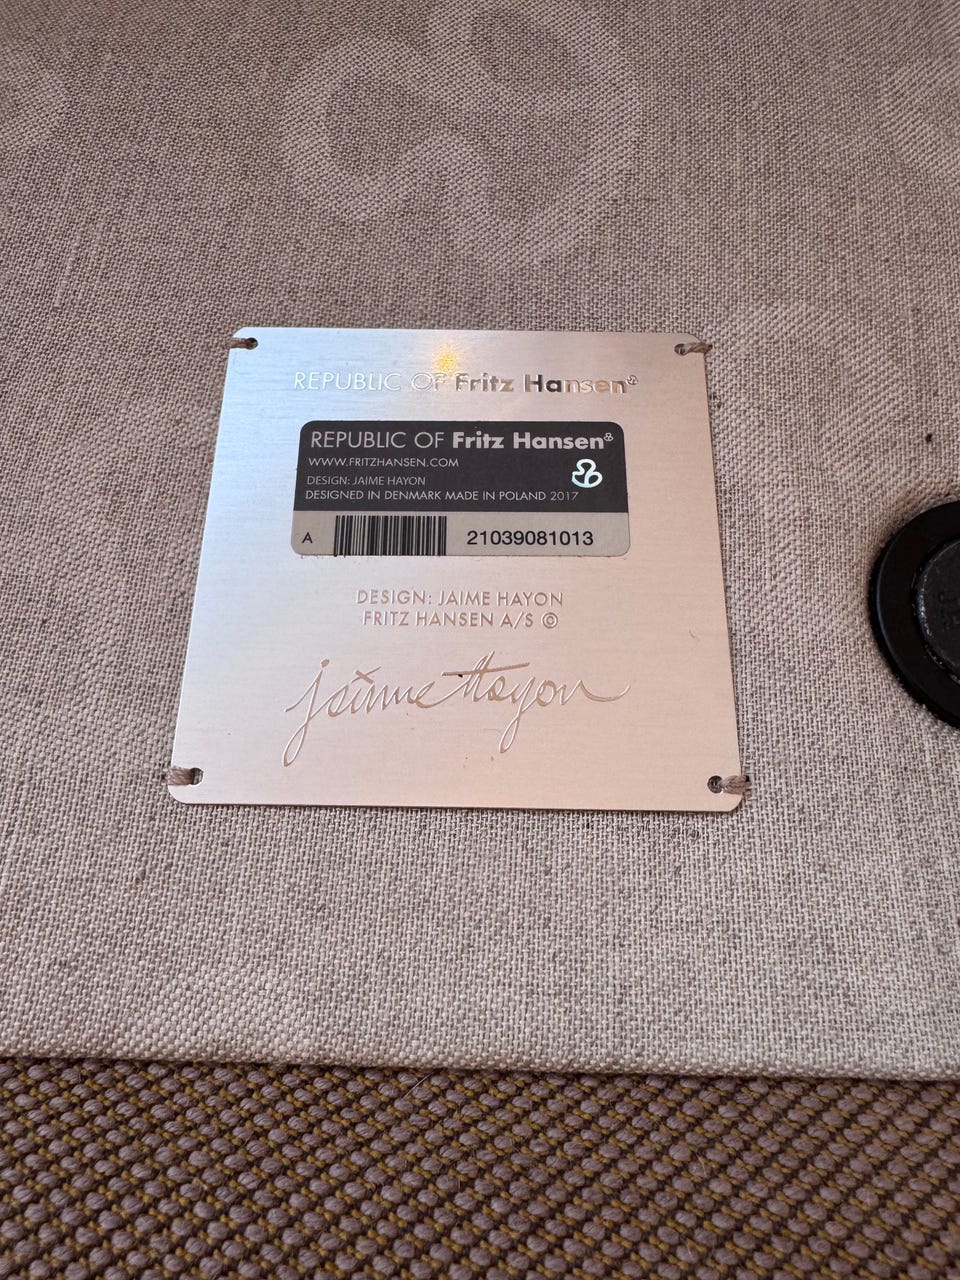 REPUBLIC OF Fritz Hansen®
REPUBLIC OF Fritz Hansen®
WWW.FRITZHANSEN.COM
DESIGN: JAIME HAYON
DESIGNED IN DENMARK MADE IN POLAND 2017
A 21039081013
DESIGN: JAIME HAYON
FRITZ HANSEN A/S ©
jaime Hayon